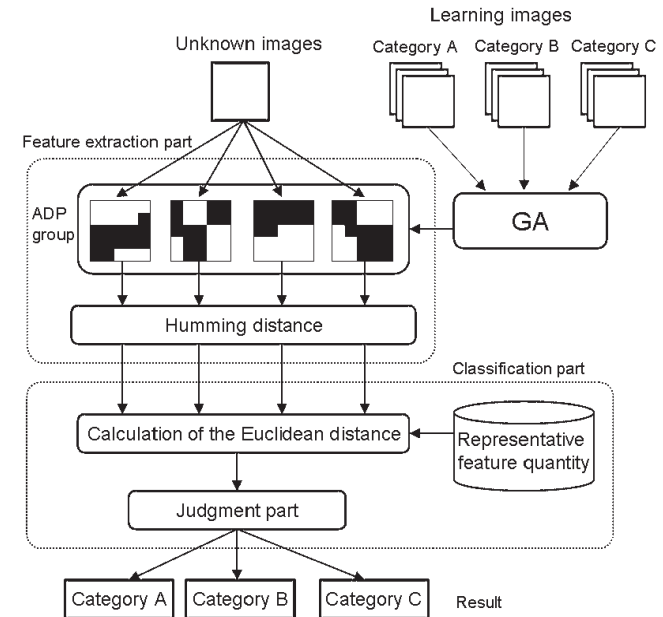 Learning images
Unknown images
Category A
Category B
Category C
Feature extraction part
ADP
group
GA
Humming distance
Classification part
Calculation of the Euclidean distance
Representative
feature quantity
Judgment part
Category A
Category B
Category C
Result